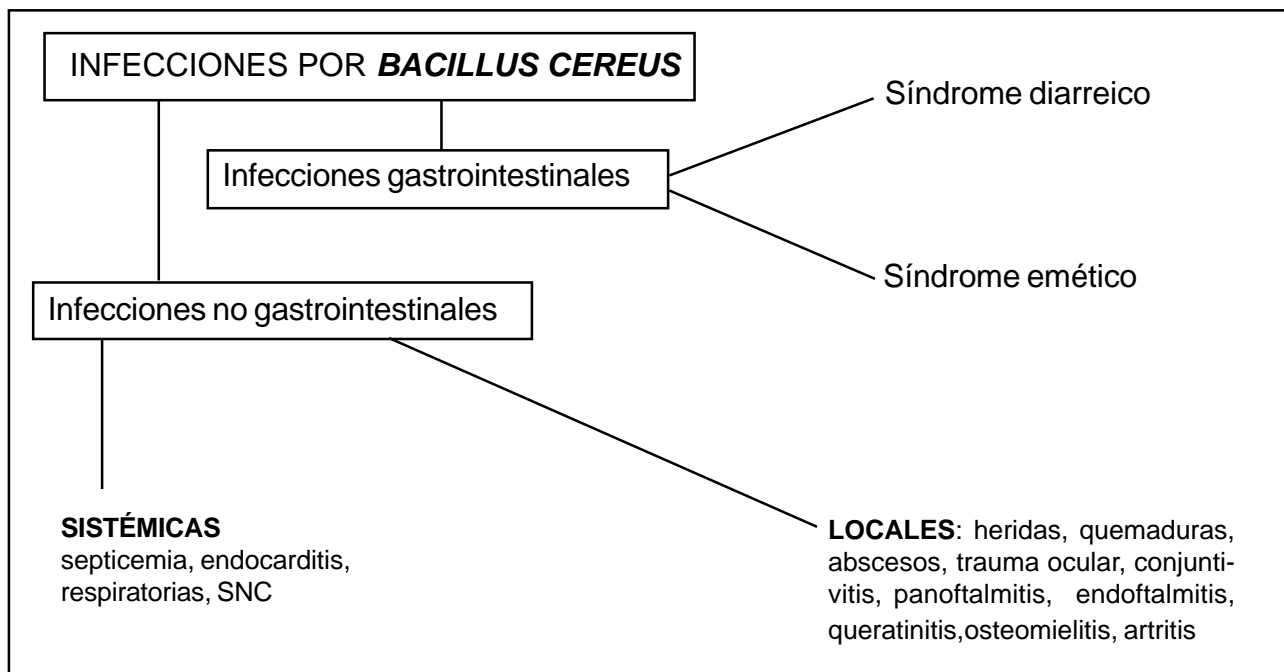 INFECCIONES POR BACILLUS CEREUS
Síndrome diarreico
Infecciones gastrointestinales
Síndrome emético
Infecciones no gastrointestinales
SISTÉMICAS
septicemia, endocarditis,
respiratorias, SNC
LOCALES: heridas, quemaduras,
abscesos, trauma ocular, conjunti-
vitis, panoftalmitis, endoftalmitis,
queratinitis,osteomielitis, artritis